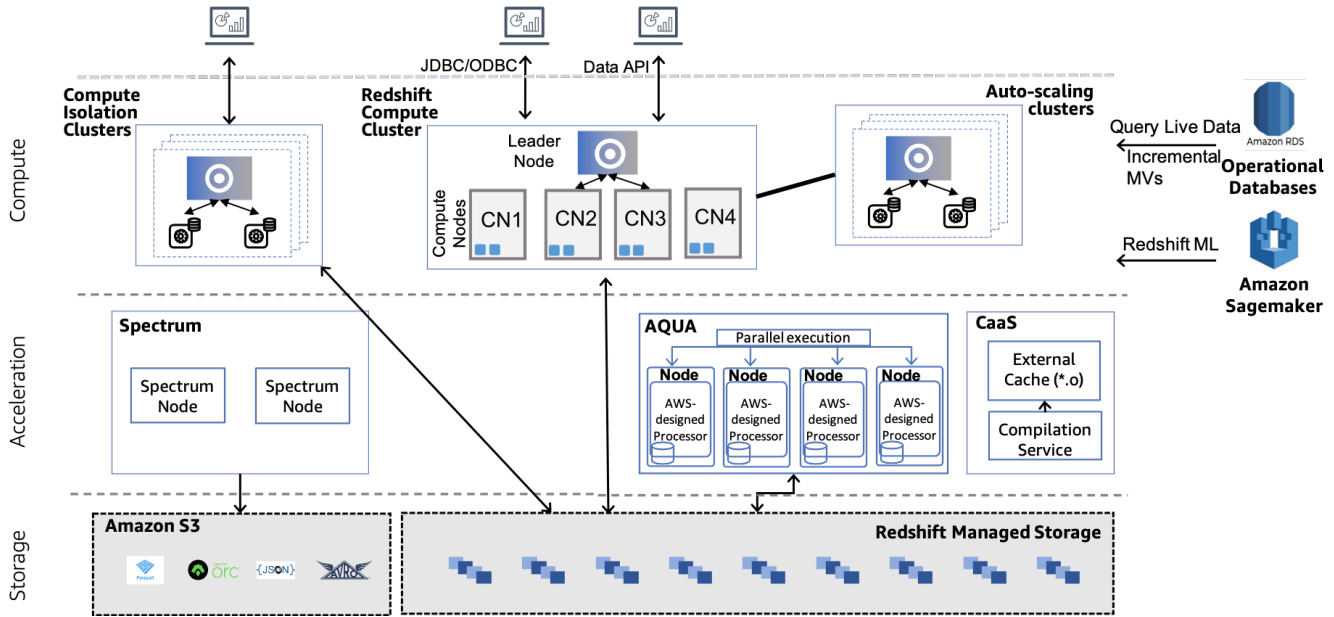 JDBC/ODBC
Data API
Compute
Isolation
Clusters
Redshift
Compute
Cluster
Auto-scaling
clusters
Leader
Node
Compute
Nodes
CN1
CN2
CN3
CN4
Query Live Data
Incremental
MVs
Amazon RDS
Operational
Databases
Redshift ML
Amazon
Sagemaker
Compute
Spectrum
Spectrum
Node
Spectrum
Node
AQUA
Parallel execution
Node
AWS-
designed
Processor
Node
AWS-
designed
Processor
Node
AWS-
designed
Processor
Node
AWS-
designed
Processor
CaaS
External
Cache (*.o)
Compilation
Service
Acceleration
Amazon S3
Parquet
orc
{JSON}
AVRO
Redshift Managed Storage
Storage